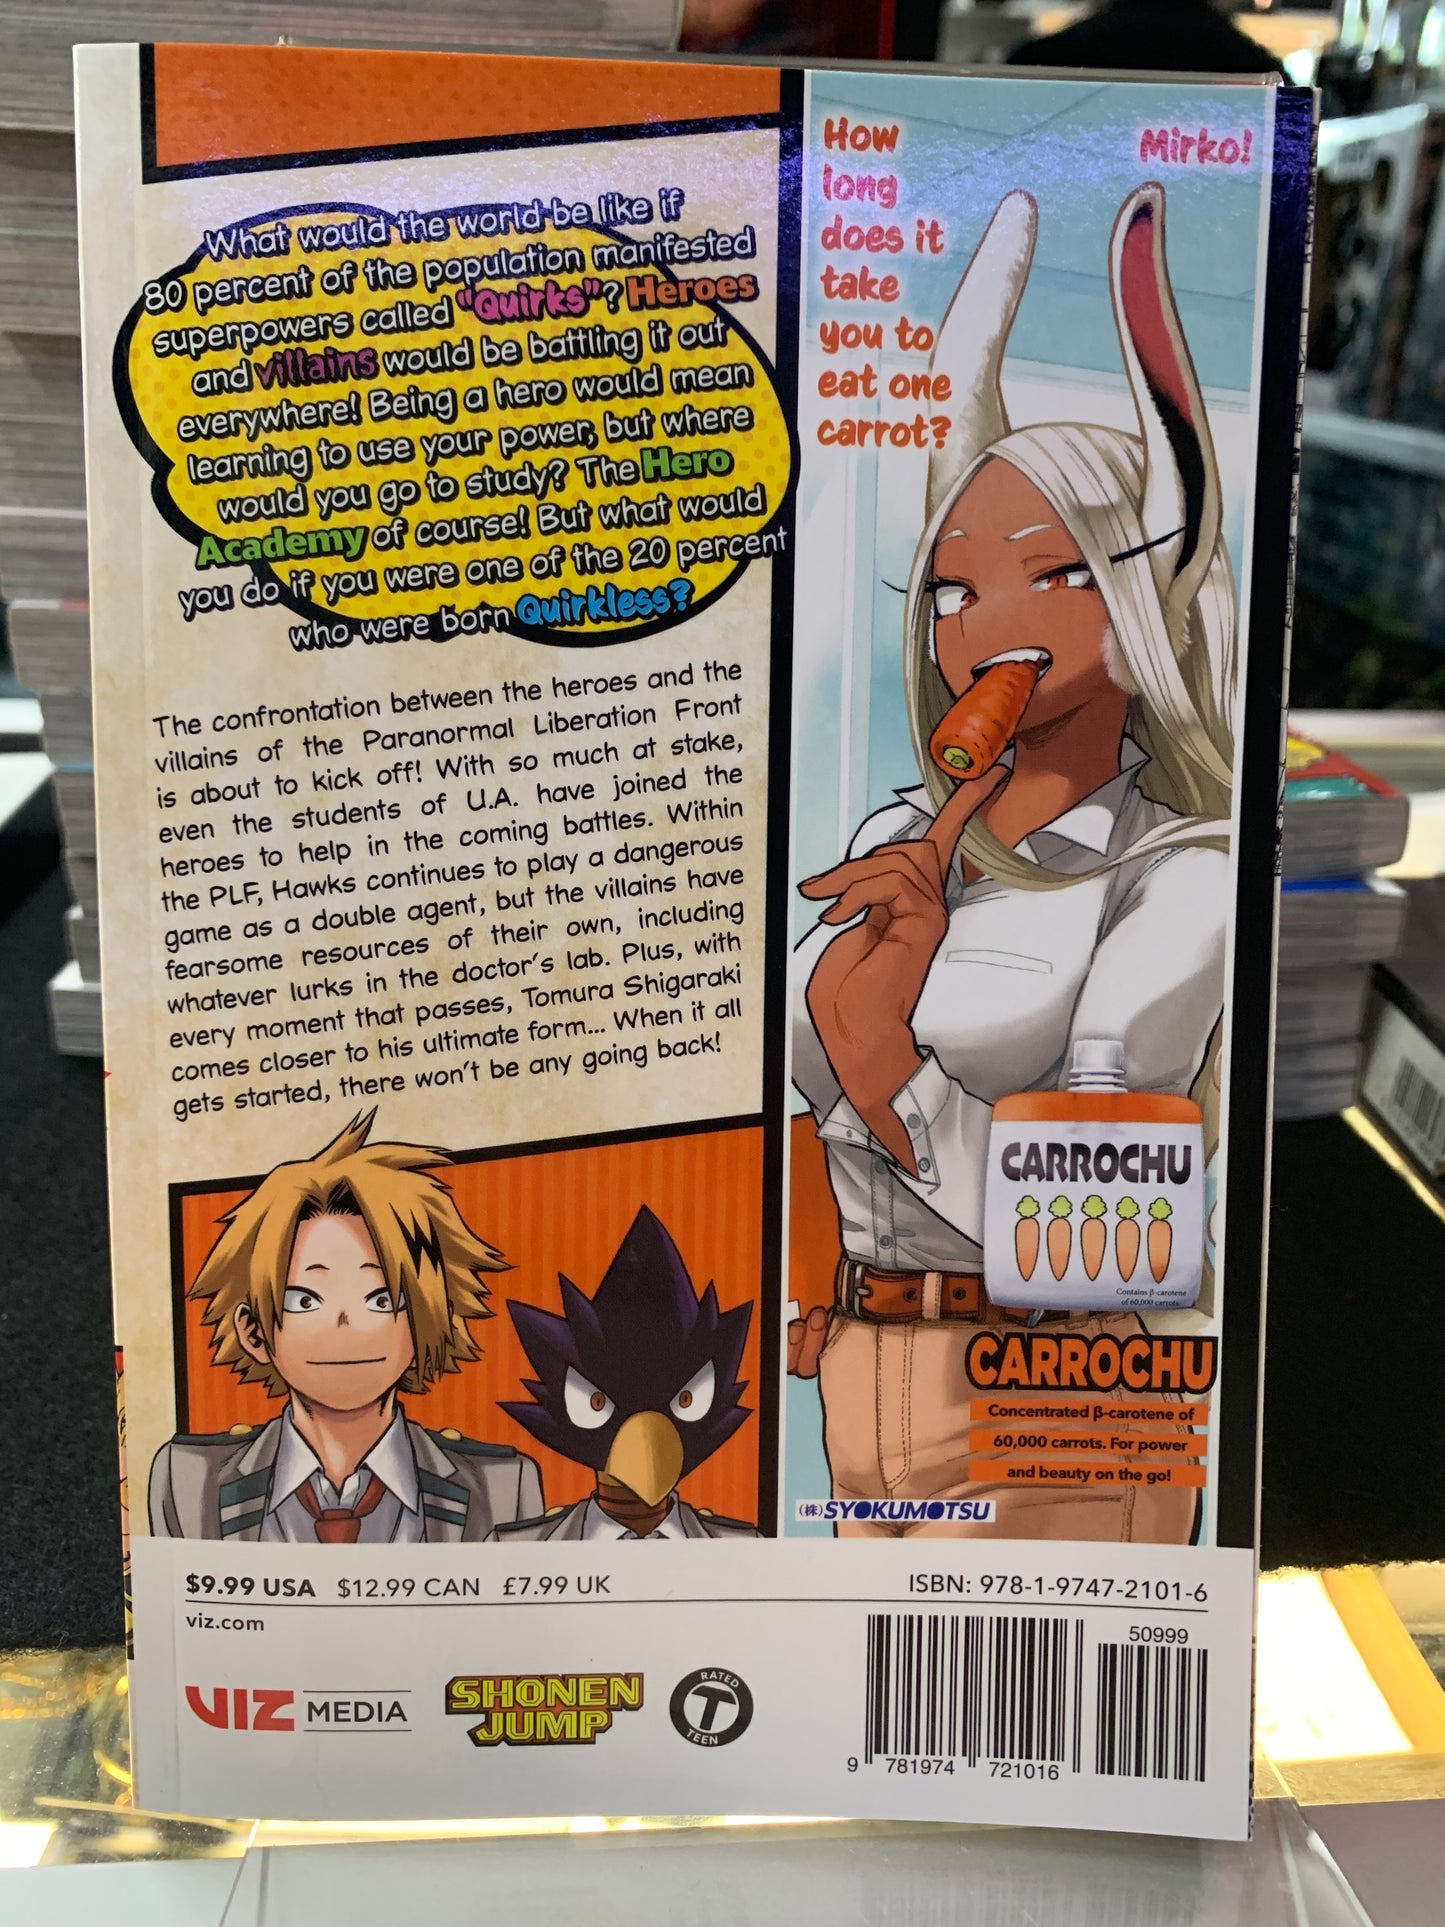 What would the world be like if
80 percent of the population manifested
superpowers called "Quirks"? Heroes
and villains would be battling it out
everywhere! Being a hero would mean
learning to use your power, but where
would you go to study? The Hero
Academy of course! But what would
you do if you were one of the 20 percent
who were born Quirkless?
The confrontation between the heroes and the
villains of the Paranormal Liberation Front
is about to kick off! With so much at stake,
even the students of U.A. have joined the
heroes to help in the coming battles. Within
the PLF, Hawks continues to play a dangerous
game as a double agent, but the villains have
fearsome resources of their own, including
whatever lurks in the doctor's lab. Plus, with
every moment that passes, Tomura Shigaraki
comes closer to his ultimate form... When it all
gets started, there won't be any going back!
Mirko!
How
long
does it
take
you to
eat one
carrot?
CARROCHU
Contains β-carotene
of 60,000 carrots.
CARROCHU
Concentrated β-carotene of
60,000 carrots. For power
and beauty on the go!
(株)SYOKUMOTSU
$9.99 USA $12.99 CAN £7.99 UK
ISBN: 978-1-9747-2101-6
viz.com
VIZ MEDIA
SHONEN
JUMP
RATED
T
TEEN
50999
9 781974 721016